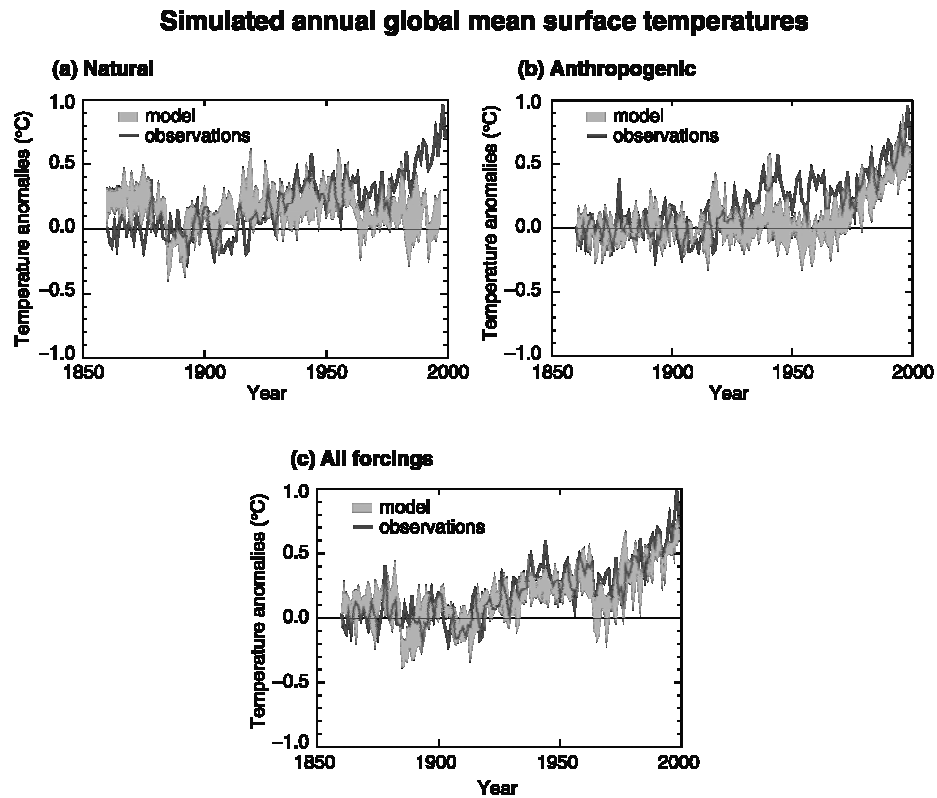 Simulated annual global mean surface temperatures
(a) Natural
Temperature anomalies (°C)
1.0
0.5
0.0
−0.5
−1.0
model
observations
1850
1900
1950
2000
Year
(b) Anthropogenic
Temperature anomalies (°C)
1.0
0.5
0.0
−0.5
−1.0
model
observations
1850
1900
1950
2000
Year
(c) All forcings
Temperature anomalies (°C)
1.0
0.5
0.0
−0.5
−1.0
model
observations
1850
1900
1950
2000
Year